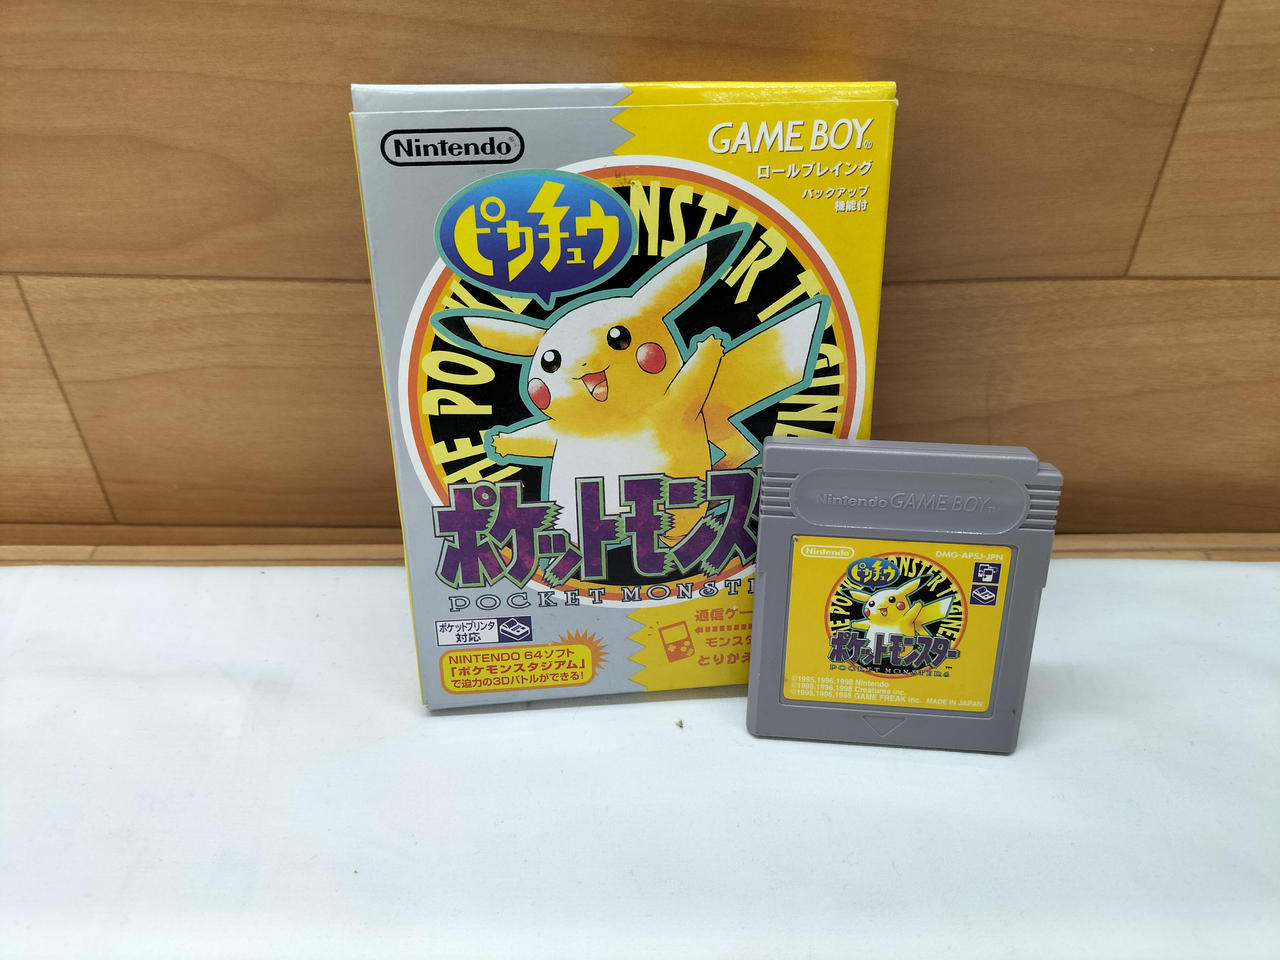 Nintendo®
GAME BOY®
ロールプレイング
バックアップ
機能付
ピカチュウ
MONSTER
ポケットモンスター
POCKET MONSTE
ポケットプリンタ
対応
NINTENDO 64ソフト
「ポケモンスタジアム」
で迫力の3Dバトルができる!
通信ケー
モンスタ
とりかえ
Nintendo GAME BOY™
Nintendo
DMG-APSJ-JPN
ピカチュウ
ポケットモンスター™
POCKET MONSTERS
©1995,1996,1998 Nintendo
©1995,1996,1998 Creatures inc.
©1995,1996,1998 GAME FREAK inc. MADE IN JAPAN